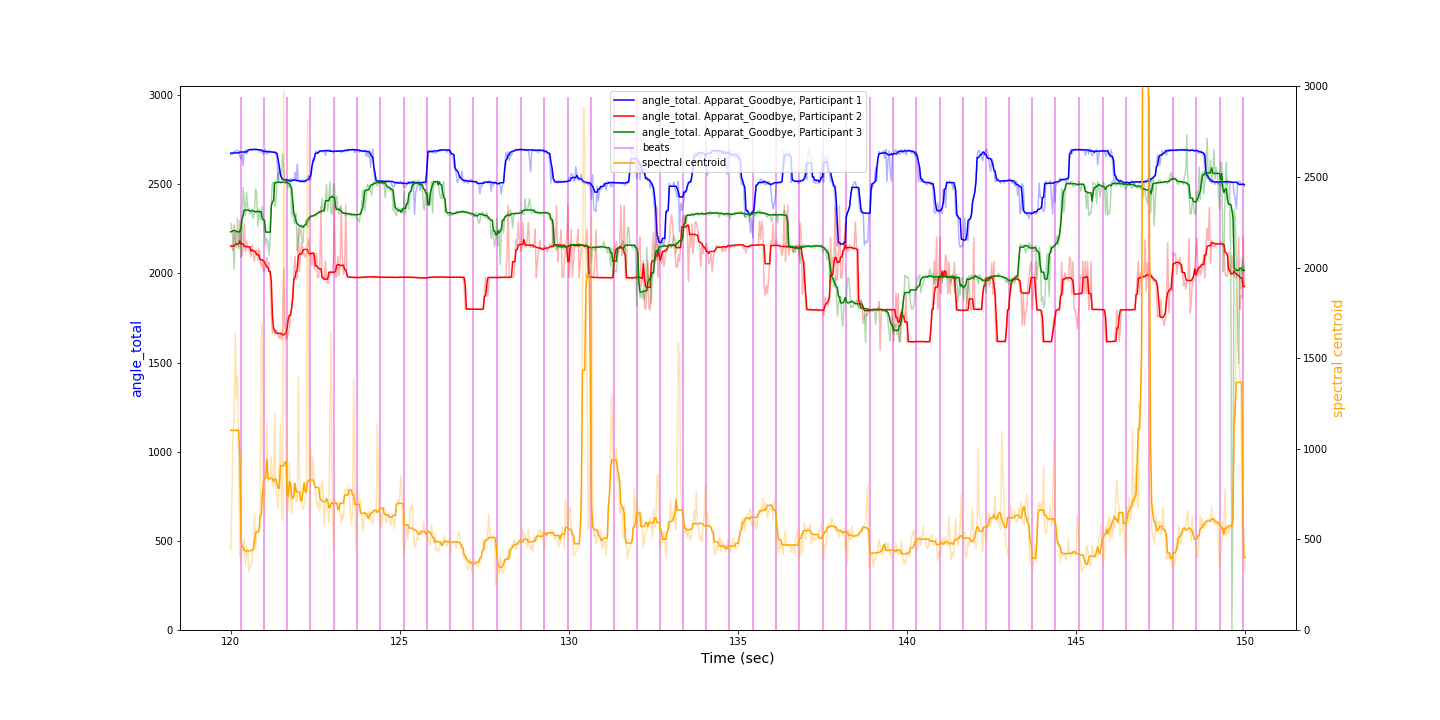 3000
2500
2000
1500
1000
500
0
angle_total
angle_total. Apparat_Goodbye, Participant 1
angle_total. Apparat_Goodbye, Participant 2
angle_total. Apparat_Goodbye, Participant 3
beats
spectral centroid
3000
2500
2000
1500
1000
500
0
spectral centroid
120
125
130
135
140
145
150
Time (sec)